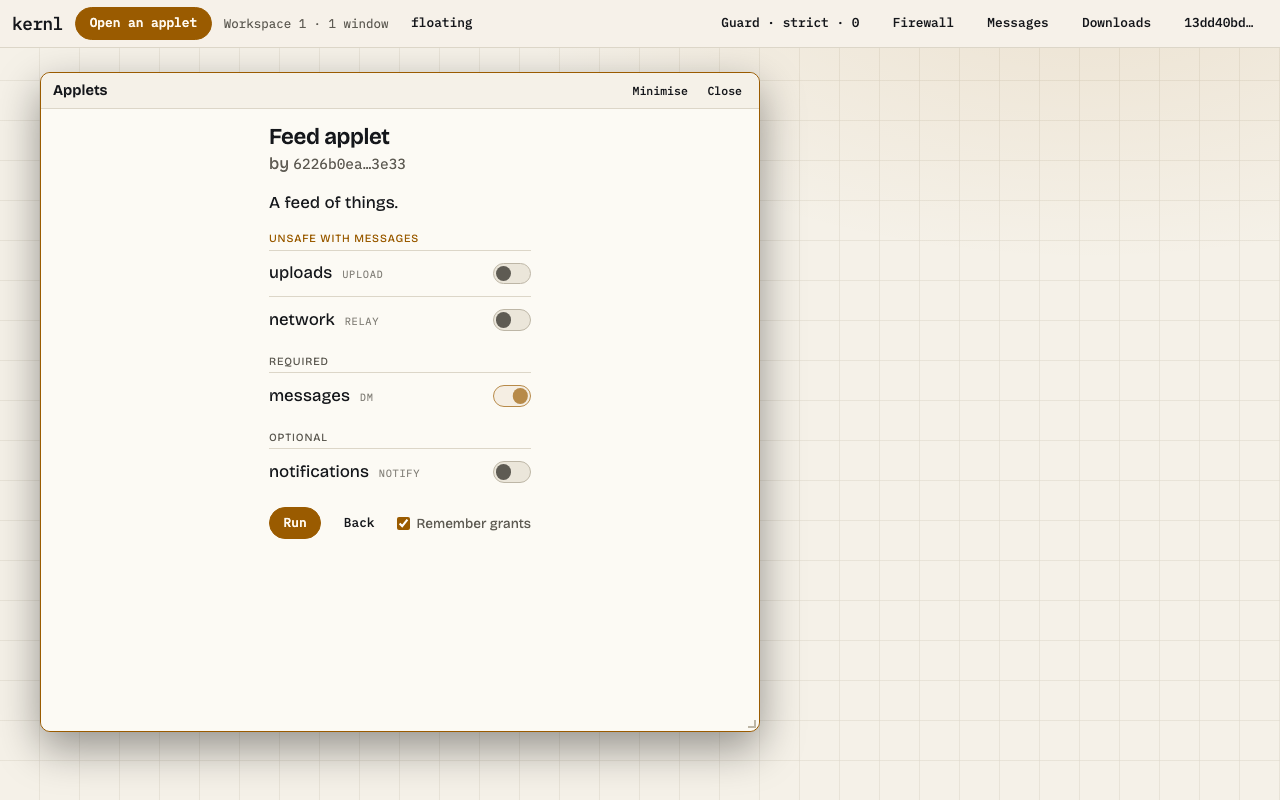 kernl Open an applet Workspace 1 · 1 window floating Guard · strict · 0 Firewall Messages Downloads 13dd40bd…
Applets Minimise Close
Feed applet
by 6226b0ea…3e33
A feed of things.
UNSAFE WITH MESSAGES
uploads UPLOAD
network RELAY
REQUIRED
messages DM
OPTIONAL
notifications NOTIFY
Run Back Remember grants